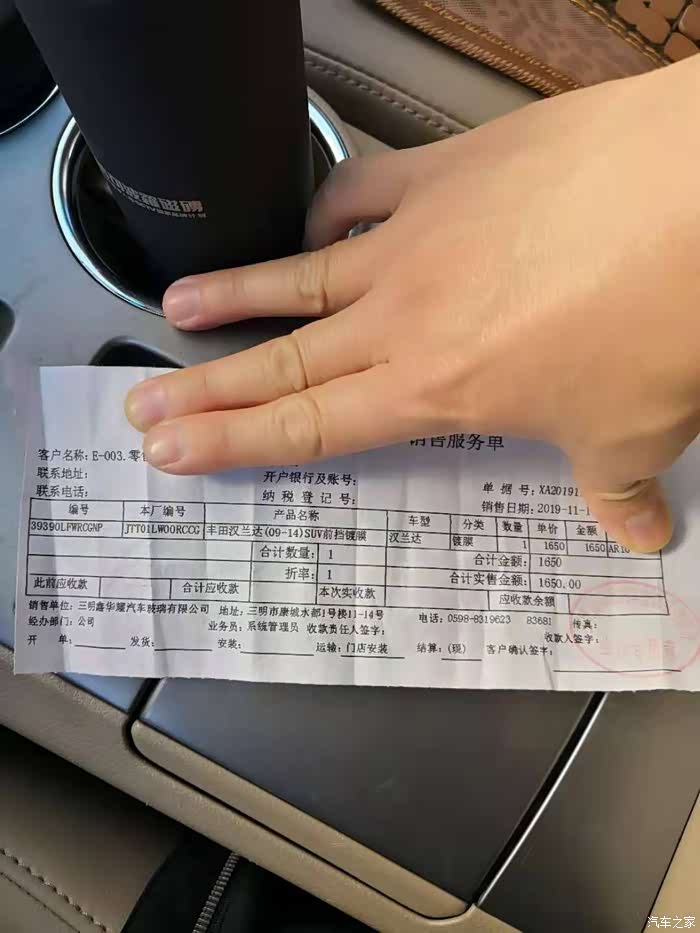 销售服务单
客户名称: E-003.零售
联系地址:
开户银行及账号:
联系电话:
纳税登记号:
单据号: XA20191
销售日期: 2019-11-1
编号 本厂编号 产品名称 车型 分类 数量 单价 金额
39390LFWRCGNP JTT01LW00RCCG 丰田汉兰达(09-14)SUV前挡镀膜 汉兰达 镀膜 1 1650 1650 AR10
合计数量: 1 合计金额: 1650
折率: 1 合计实售金额: 1650.00
此前应收款 合计应收款 本次实收款 应收款余额
销售单位: 三明鑫华耀汽车玻璃有限公司 地址: 三明市康城水都1号楼11-14号 电话: 0598-8319623 83681 传真:
经办部门: 公司 业务员: 系统管理员 收款责任人签字: 收款人签字:
开 单: 发货: 安装: 运输: 门店安装 结算: (现) 客户确认签字:
汽车之家